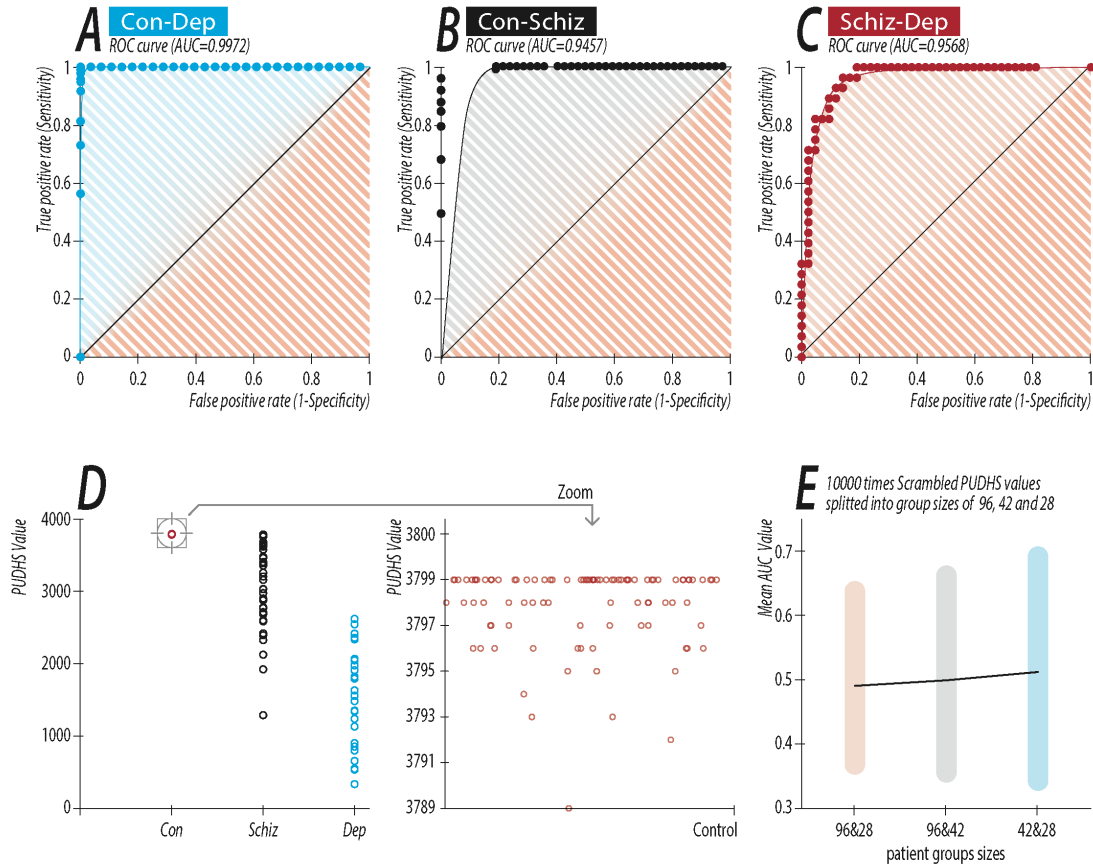 A
Con-Dep
ROC curve (AUC=0.9972)
True positive rate (Sensitivity)
1
0.8
0.6
0.4
0.2
0
0
0.2
0.4
0.6
0.8
1
False positive rate (1-Specificity)
B
Con-Schiz
ROC curve (AUC=0.9457)
True positive rate (Sensitivity)
1
0.8
0.6
0.4
0.2
0
0
0.2
0.4
0.6
0.8
1
False positive rate (1-Specificity)
C
Schiz-Dep
ROC curve (AUC=0.9568)
True positive rate (Sensitivity)
1
0.8
0.6
0.4
0.2
0
0
0.2
0.4
0.6
0.8
1
False positive rate (1-Specificity)
D
PUDHS Value
4000
3000
2000
1000
0
Con
Schiz
Dep
Zoom
PUDHS Value
3800
3799
3797
3795
3793
3791
3789
Control
E
10000 times Scrambled PUDHS values
splitted into group sizes of 96, 42 and 28
Mean AUC Value
0.7
0.6
0.5
0.4
0.3
96&28
96&42
42&28
patient groups sizes